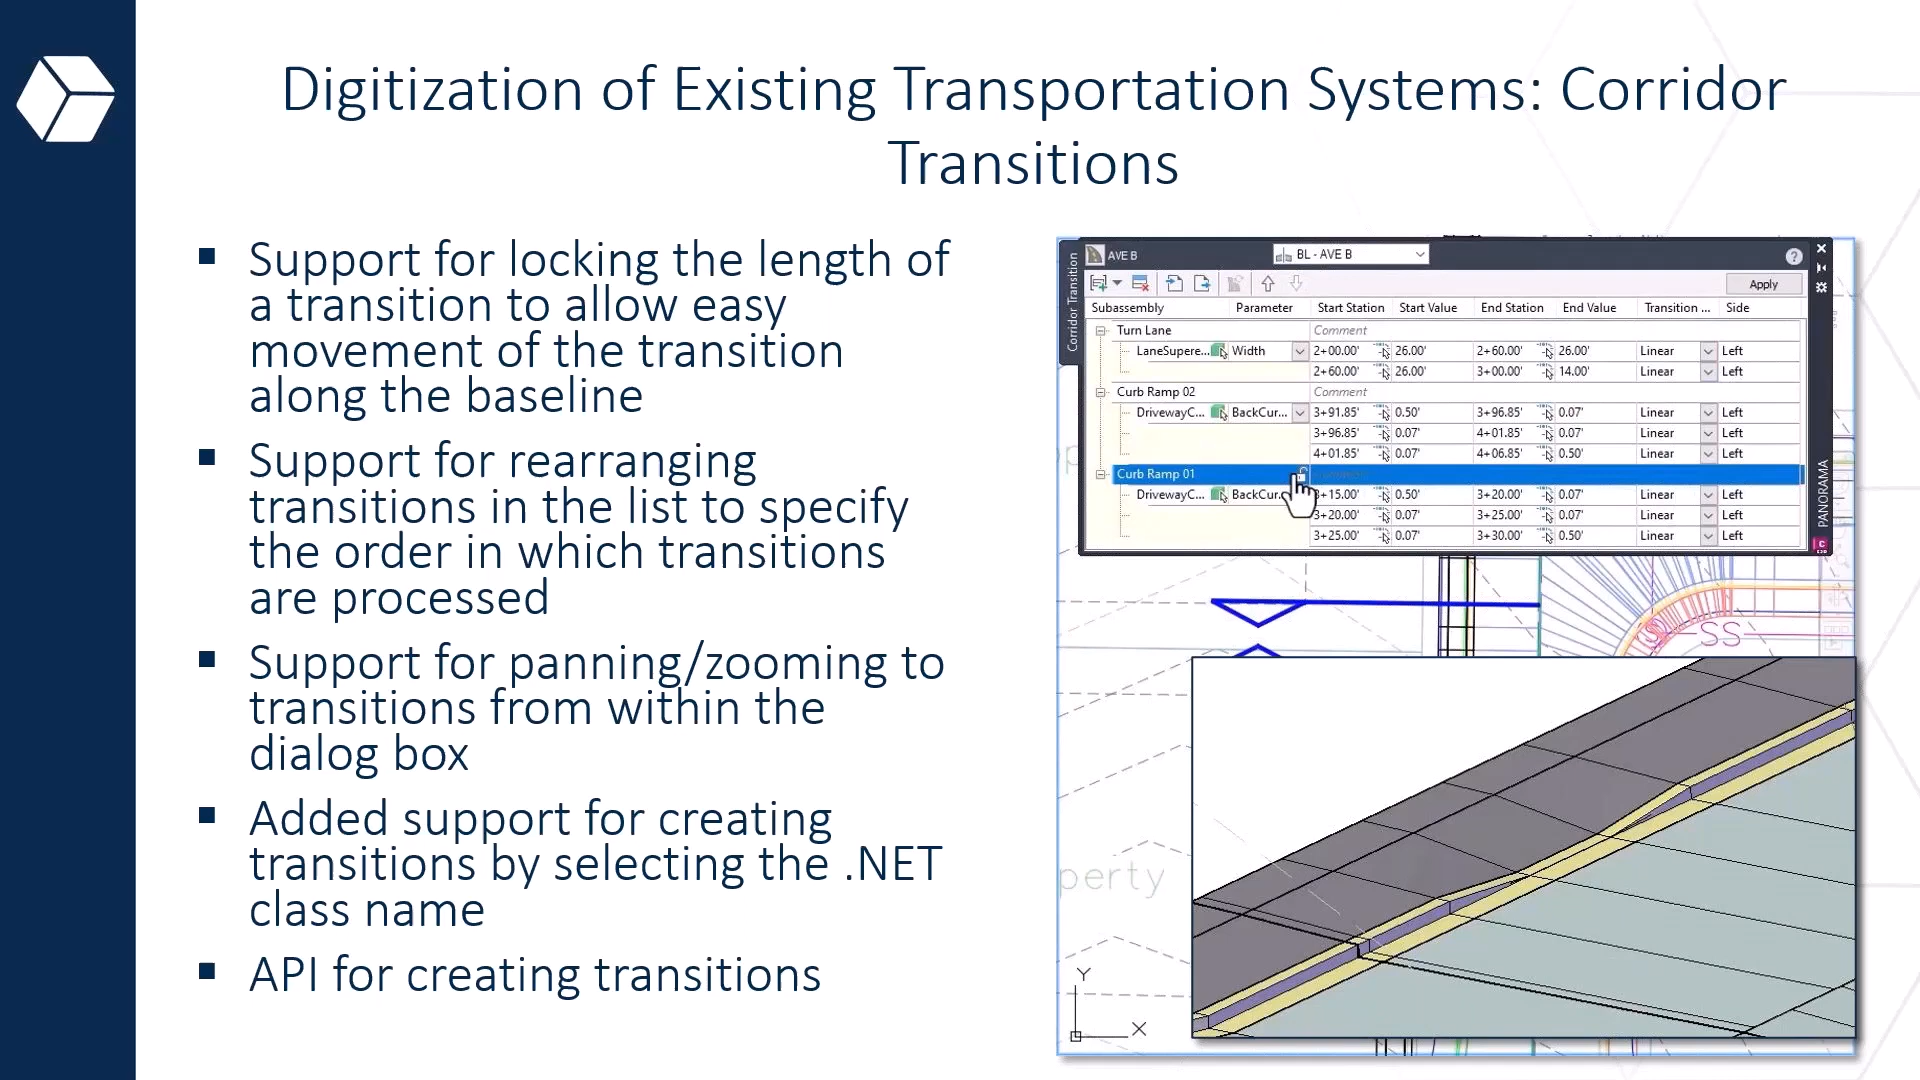 Digitization of Existing Transportation Systems: Corridor
Transitions
▪ Support for locking the length of
a transition to allow easy
movement of the transition
along the baseline
▪ Support for rearranging
transitions in the list to specify
the order in which transitions
are processed
▪ Support for panning/zooming to
transitions from within the
dialog box
▪ Added support for creating
transitions by selecting the .NET
class name
▪ API for creating transitions
Corridor Transition
AVE B
BL - AVE B
Apply
Subassembly Parameter Start Station Start Value End Station End Value Transition ... Side
Turn Lane Comment
LaneSupere... Width 2+00.00' 26.00' 2+60.00' 26.00' Linear Left
2+60.00' 26.00' 3+00.00' 14.00' Linear Left
Curb Ramp 02 Comment
DrivewayC... BackCur... 3+91.85' 0.50' 3+96.85' 0.07' Linear Left
3+96.85' 0.07' 4+01.85' 0.07' Linear Left
4+01.85' 0.07' 4+06.85' 0.50' Linear Left
Curb Ramp 01
DrivewayC... BackCur 3+15.00' 0.50' 3+20.00' 0.07' Linear Left
3+20.00' 0.07' 3+25.00' 0.07' Linear Left
3+25.00' 0.07' 3+30.00' 0.50' Linear Left
PANORAMA
SS
perty
Y
X